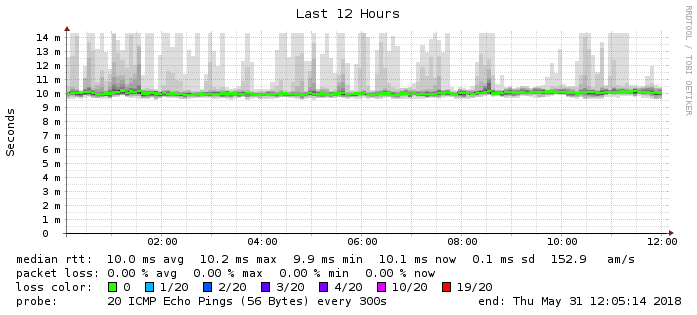 Last 12 Hours
RRDTOOL / TOBI OETIKER
Seconds
14 m
13 m
12 m
11 m
10 m
9 m
8 m
7 m
6 m
5 m
4 m
3 m
2 m
1 m
0
02:00 04:00 06:00 08:00 10:00 12:00
median rtt: 10.0 ms avg 10.2 ms max 9.9 ms min 10.1 ms now 0.1 ms sd 152.9 am/s
packet loss: 0.00 % avg 0.00 % max 0.00 % min 0.00 % now
loss color: 0 1/20 2/20 3/20 4/20 10/20 19/20
probe: 20 ICMP Echo Pings (56 Bytes) every 300s end: Thu May 31 12:05:14 2018